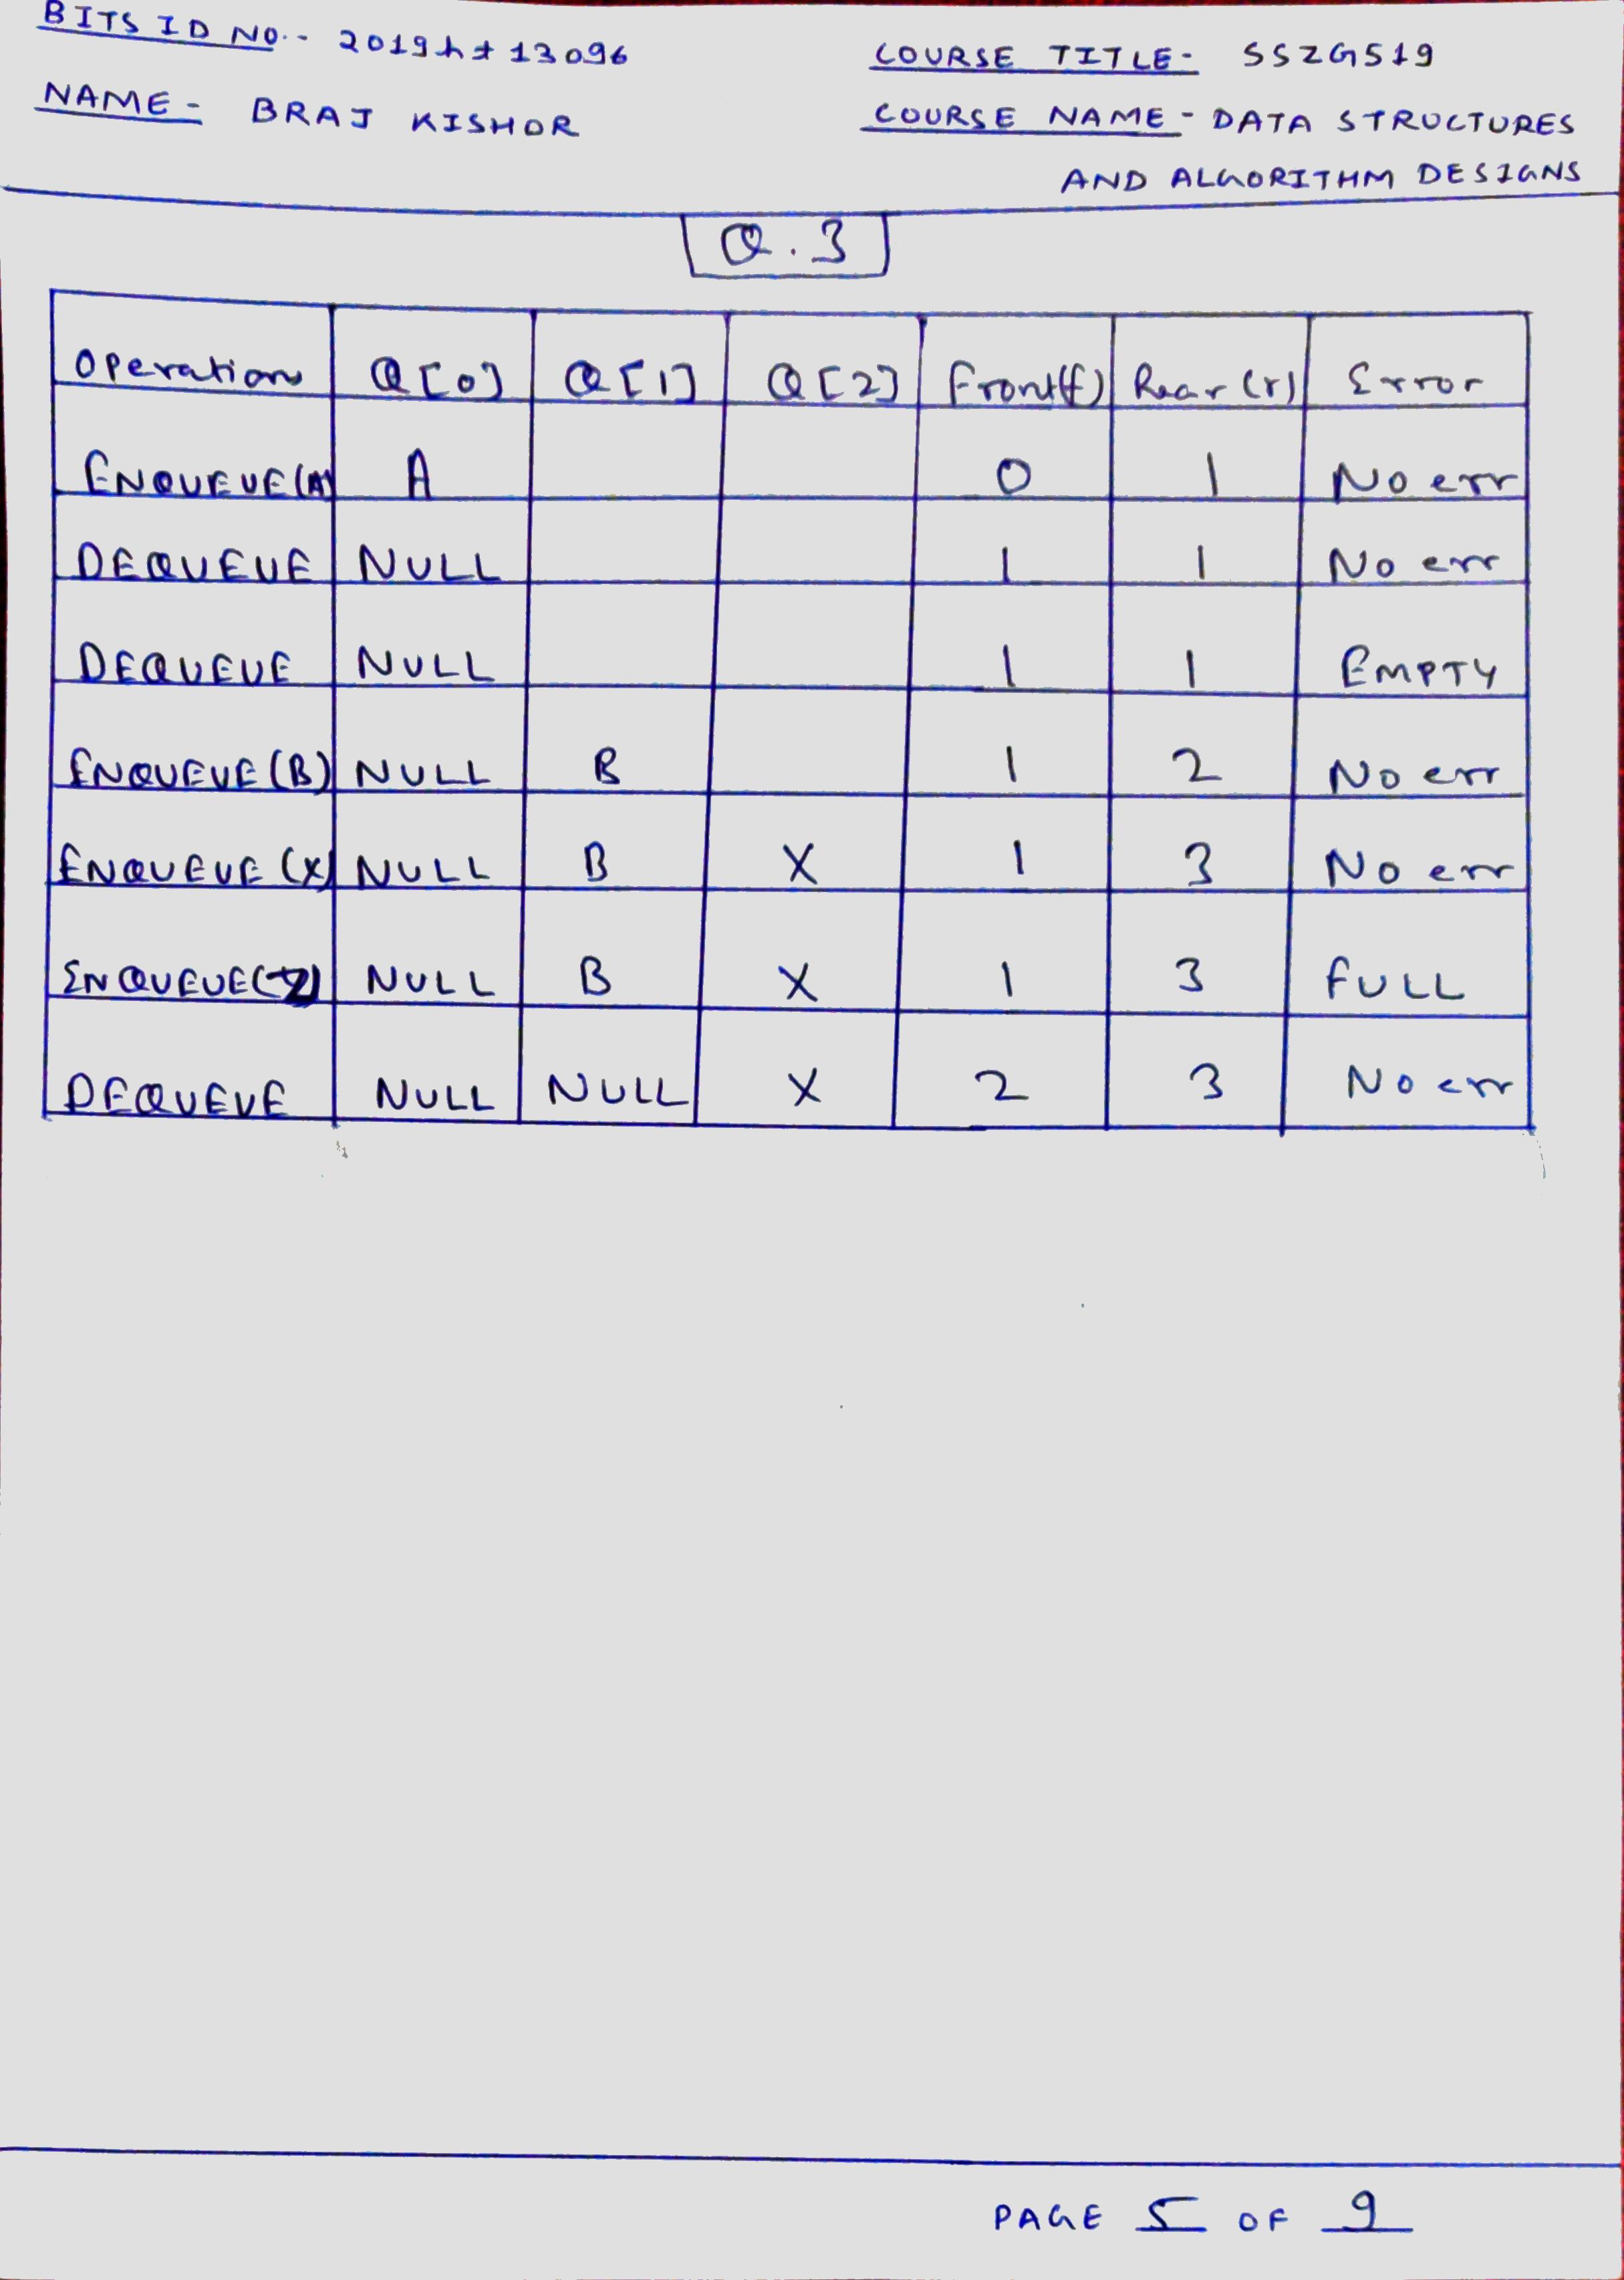 BITS ID NO.- 2019ht13096
NAME - BRAJ KISHOR
COURSE TITLE- SSZG519
COURSE NAME - DATA STRUCTURES
AND ALGORITHM DESIGNS
Q.3
Operations Q[0] Q[1] Q[2] Front(f) Rear(r) Error
ENQUEUE(A) A 0 1 No err
DEQUEUE NULL 1 1 No err
DEQUEUE NULL 1 1 EMPTY
ENQUEUE(B) NULL B 1 2 No err
ENQUEUE(X) NULL B X 1 3 No err
ENQUEUE(Z) NULL B X 1 3 FULL
DEQUEUE NULL NULL X 2 3 No err
PAGE 5 OF 9